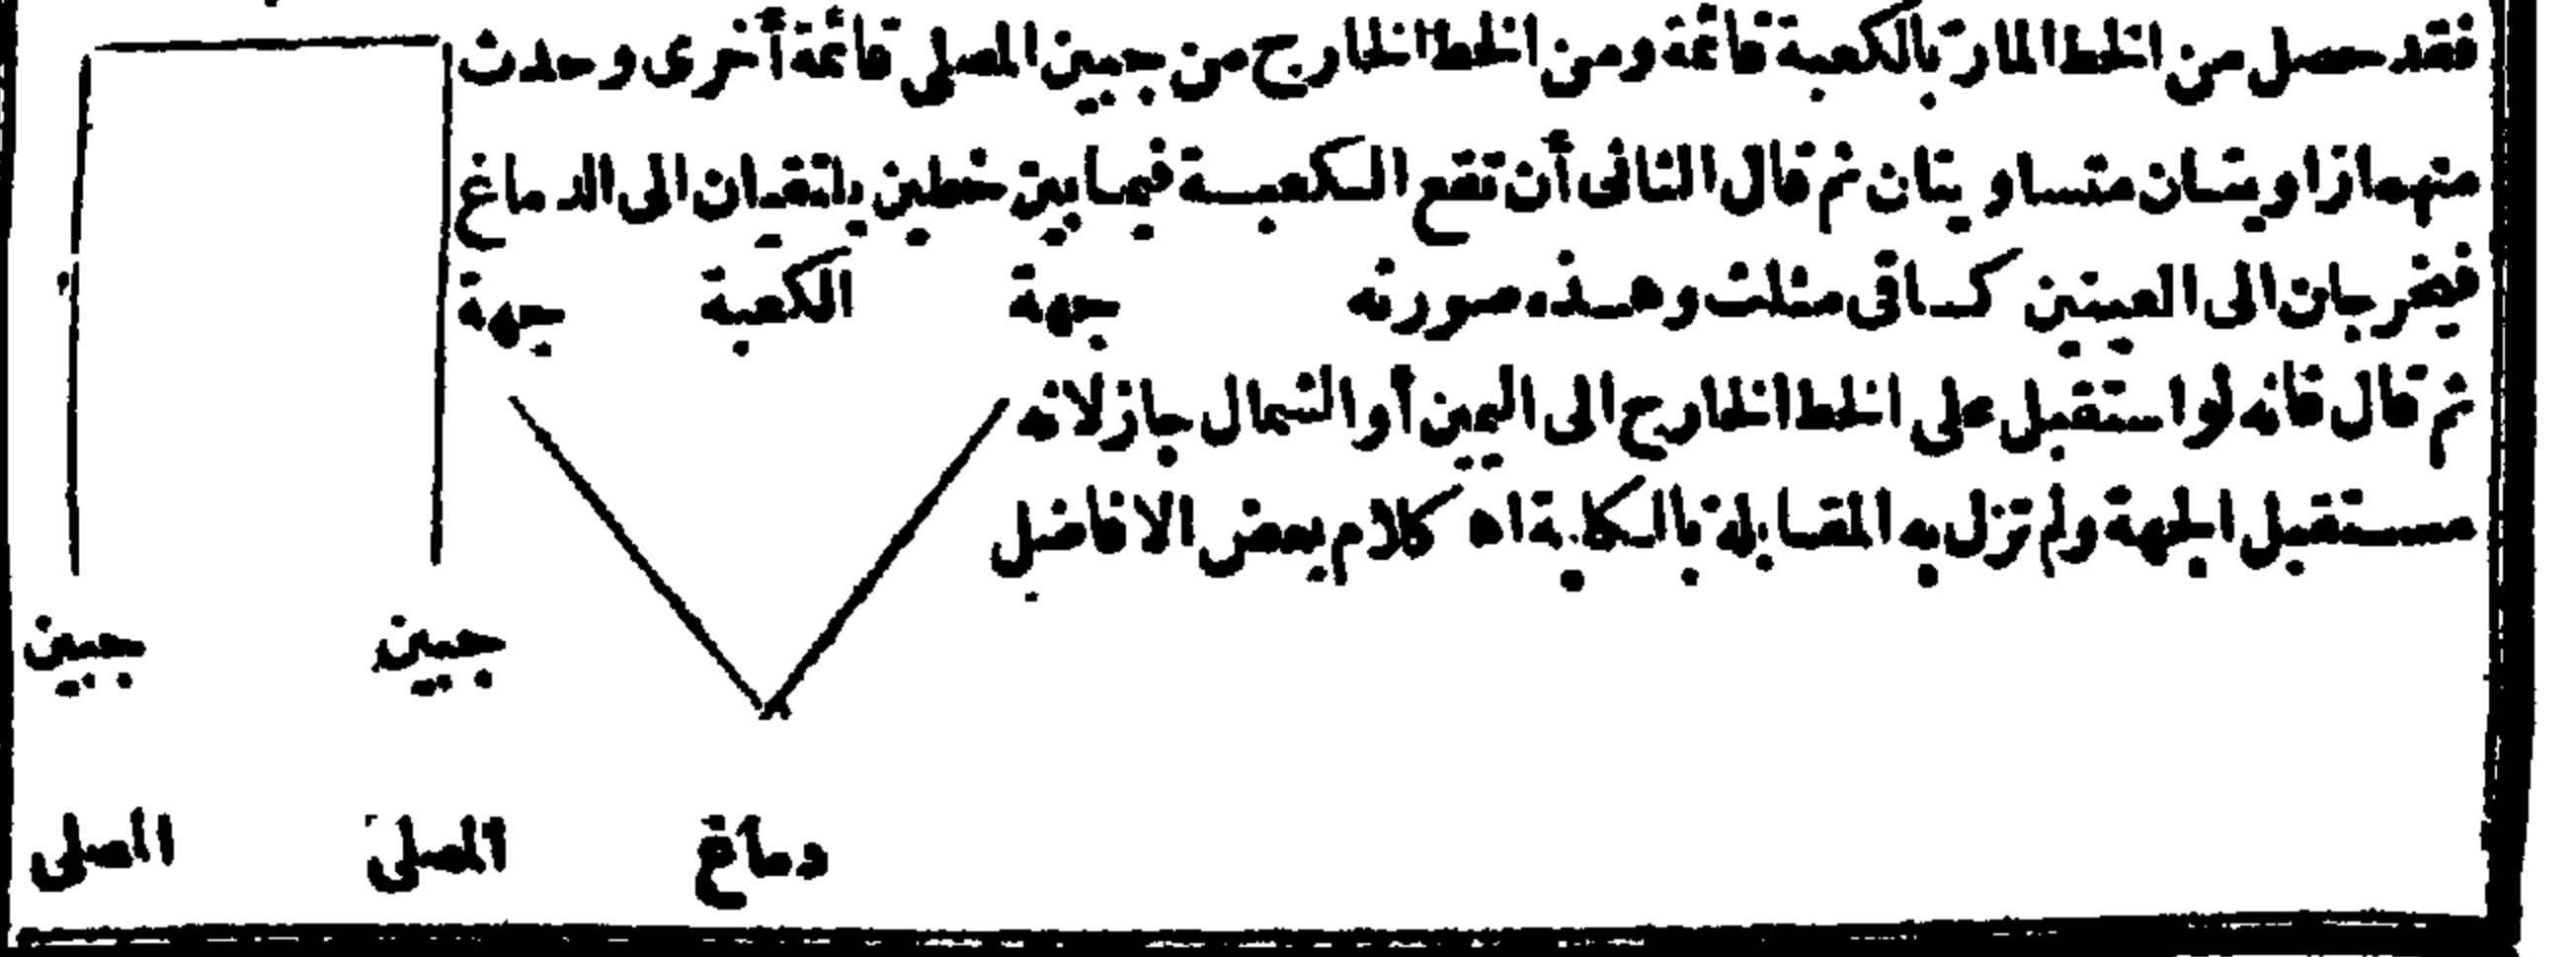 فقد حصل من الخط المارّ بالكعبة قائمة ومن الخط الخارج من جبين المصلى قائمة أخرى وحدث
منهما زاويتان متساويتان ثم قال الثانى أن تقع الكعبة فيما بين خطين يلتقيان الى الدماغ
فيخرجان الى العينين كساقى مثلث وهذه صورته
جهة الكعبة جهة
ثم قال فانه لو استقبل على الخط الخارج الى اليمين أو الشمال جاز لانه
مستقبل الجهة ولم تزل به المقابلة بالكلية اه كلام بعض الافاضل
جبين جبين
دماغ المصلى المصلى